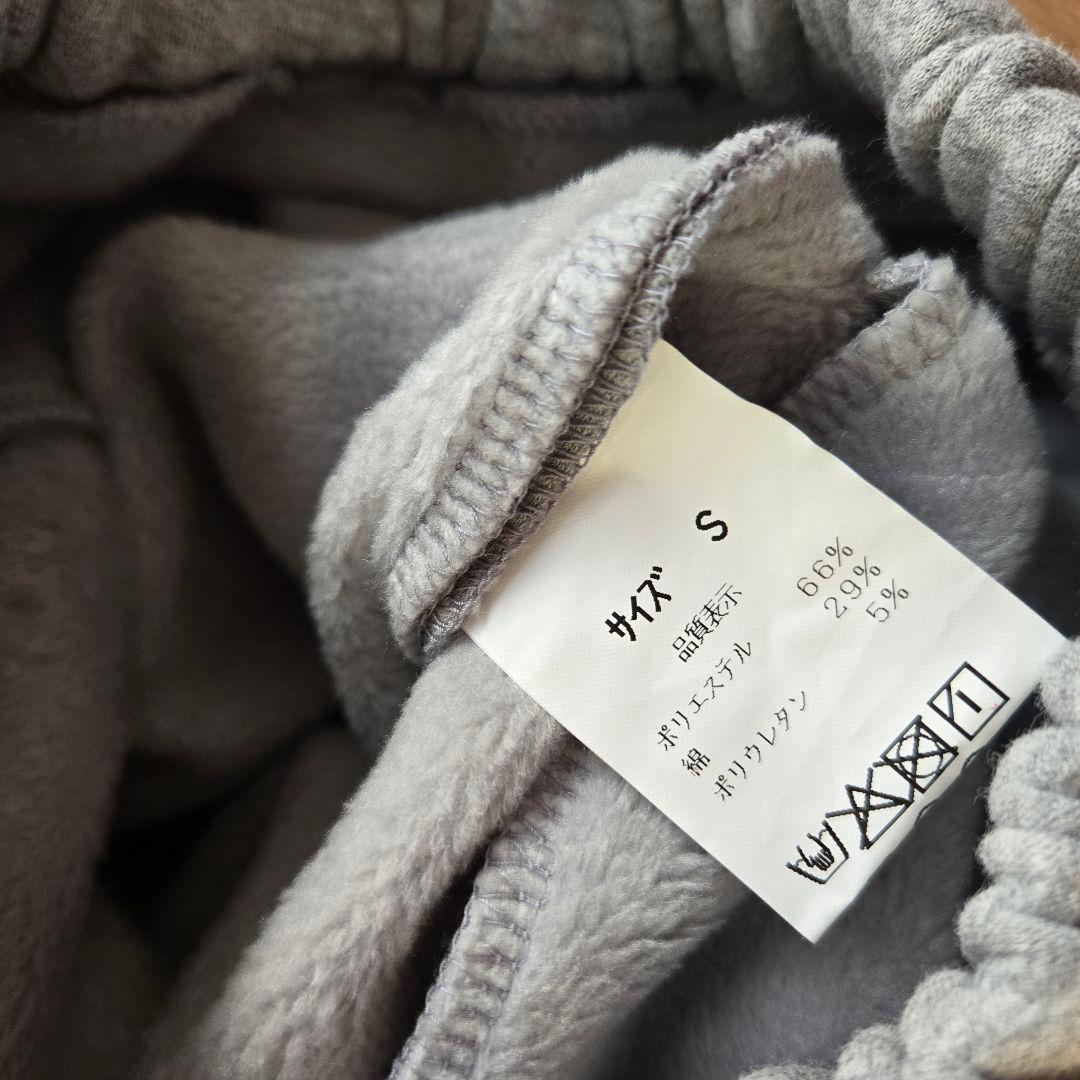 サイズ S
品質表示
ポリエステル 66%
綿 29%
ポリウレタン 5%